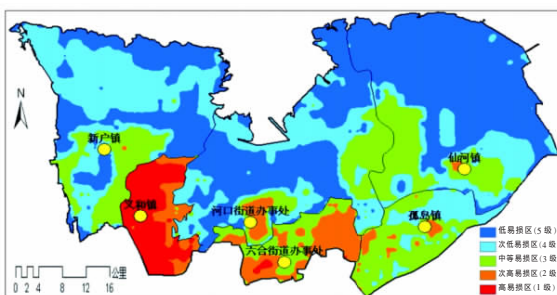 N
新户镇
义和镇
河口街道办事处
六合街道办事处
孤岛镇
仙河镇
0 2 4 8 12 16 公里
低易损区(5 级)
次低易损区(4 级)
中等易损区(3 级)
次高易损区(2 级)
高易损区(1 级)